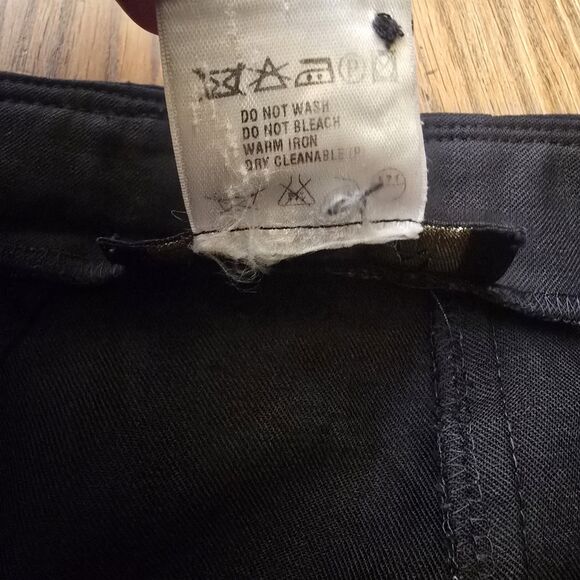 P
DO NOT WASH
DO NOT BLEACH
WARM IRON
DRY CLEANABLE (P)